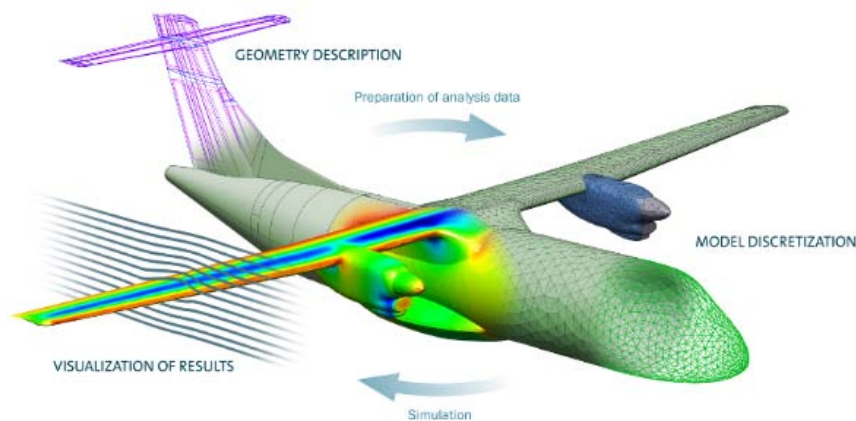 GEOMETRY DESCRIPTION
Preparation of analysis data
MODEL DISCRETIZATION
VISUALIZATION OF RESULTS
Simulation